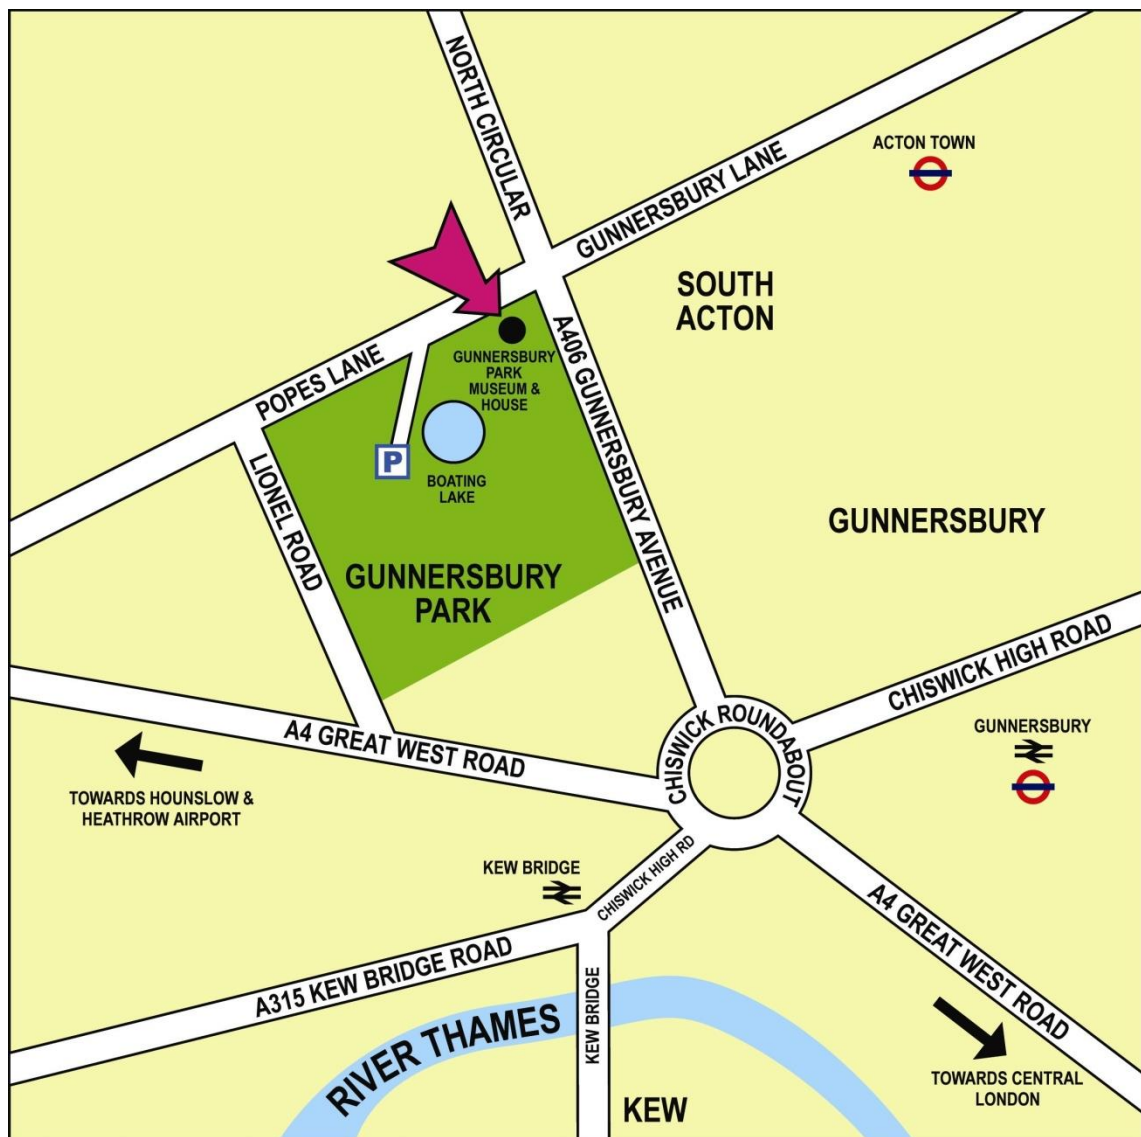 NORTH CIRCULAR
GUNNERSBURY LANE
ACTON TOWN
SOUTH
ACTON
A406 GUNNERSBURY AVENUE
GUNNERSBURY
PARK
MUSEUM &
HOUSE
POPES LANE
P
BOATING
LAKE
LIONEL ROAD
GUNNERSBURY
GUNNERSBURY
PARK
CHISWICK HIGH ROAD
CHISWICK ROUNDABOUT
GUNNERSBURY
A4 GREAT WEST ROAD
TOWARDS HOUNSLOW &
HEATHROW AIRPORT
KEW BRIDGE
CHISWICK HIGH RD
A4 GREAT WEST ROAD
A315 KEW BRIDGE ROAD
KEW BRIDGE
RIVER THAMES
TOWARDS CENTRAL
LONDON
KEW